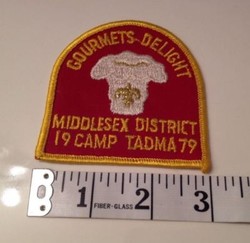 GOURMETS-DELIGHT
MIDDLESEX DISTRICT
19 CAMP TADMA 79
1 2 3
FIBER-GLASS